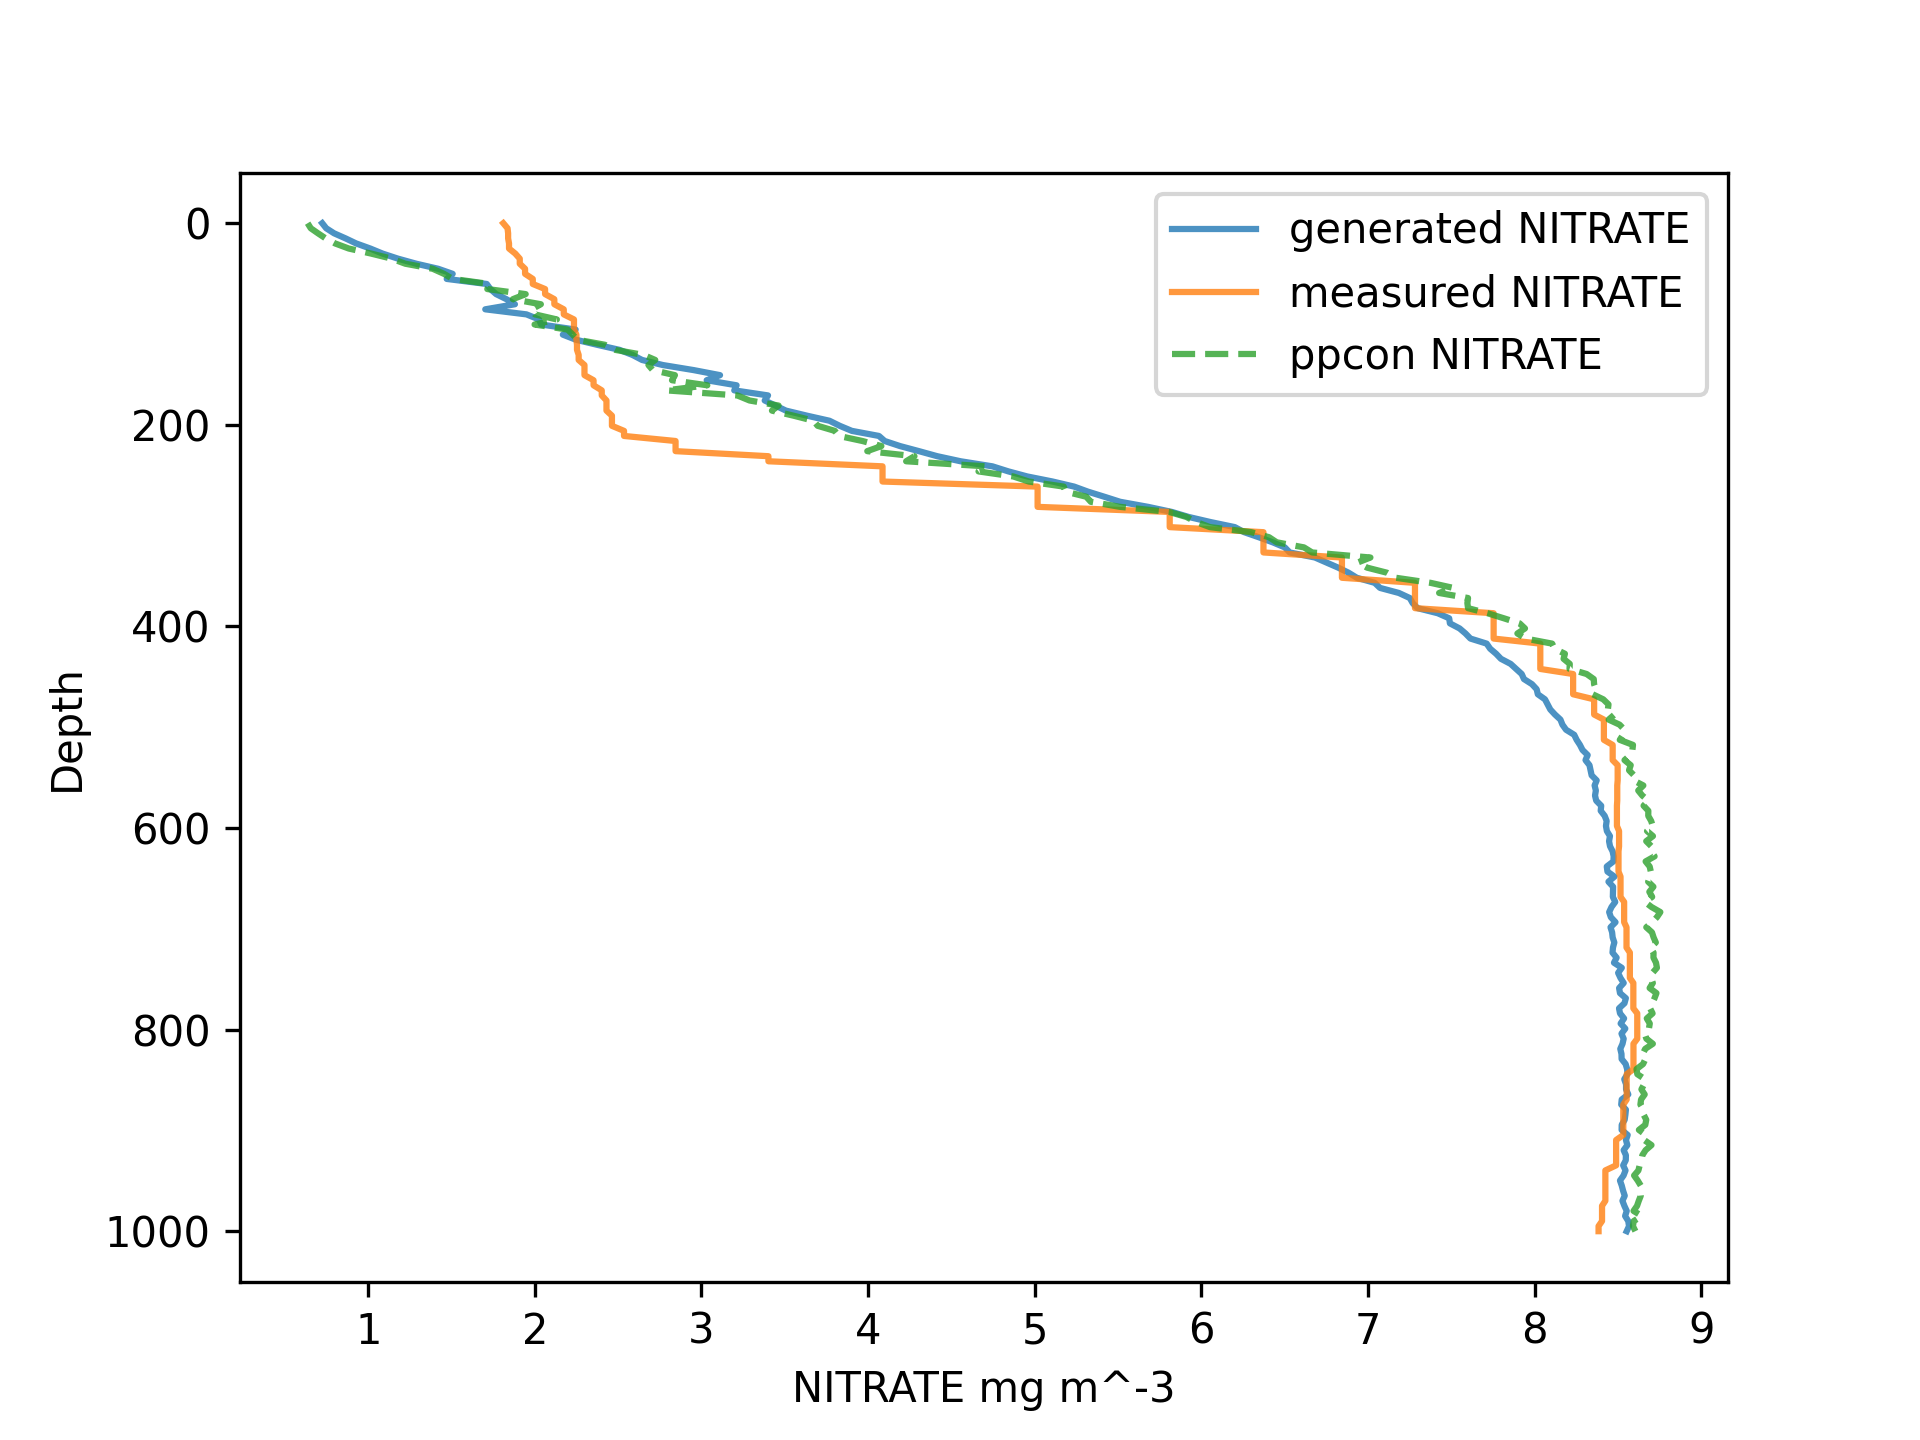 generated NITRATE
measured NITRATE
ppcon NITRATE
0
200
400
600
800
1000
Depth
1 2 3 4 5 6 7 8 9
NITRATE mg m^-3